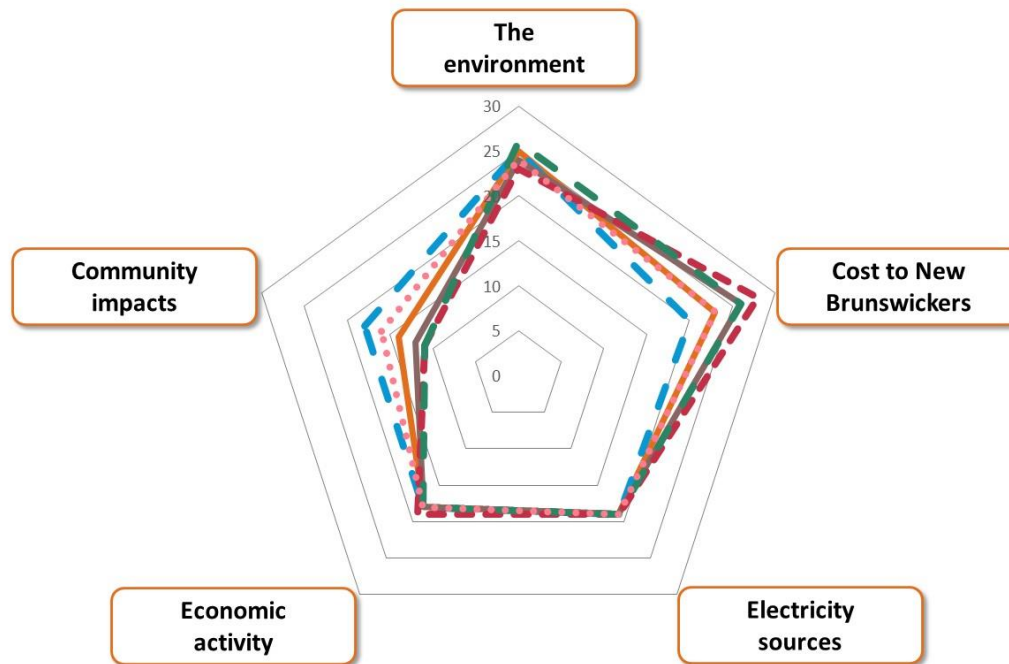 The
environment
30
25
20
15
10
5
0
Community
impacts
Cost to New
Brunswickers
Economic
activity
Electricity
sources